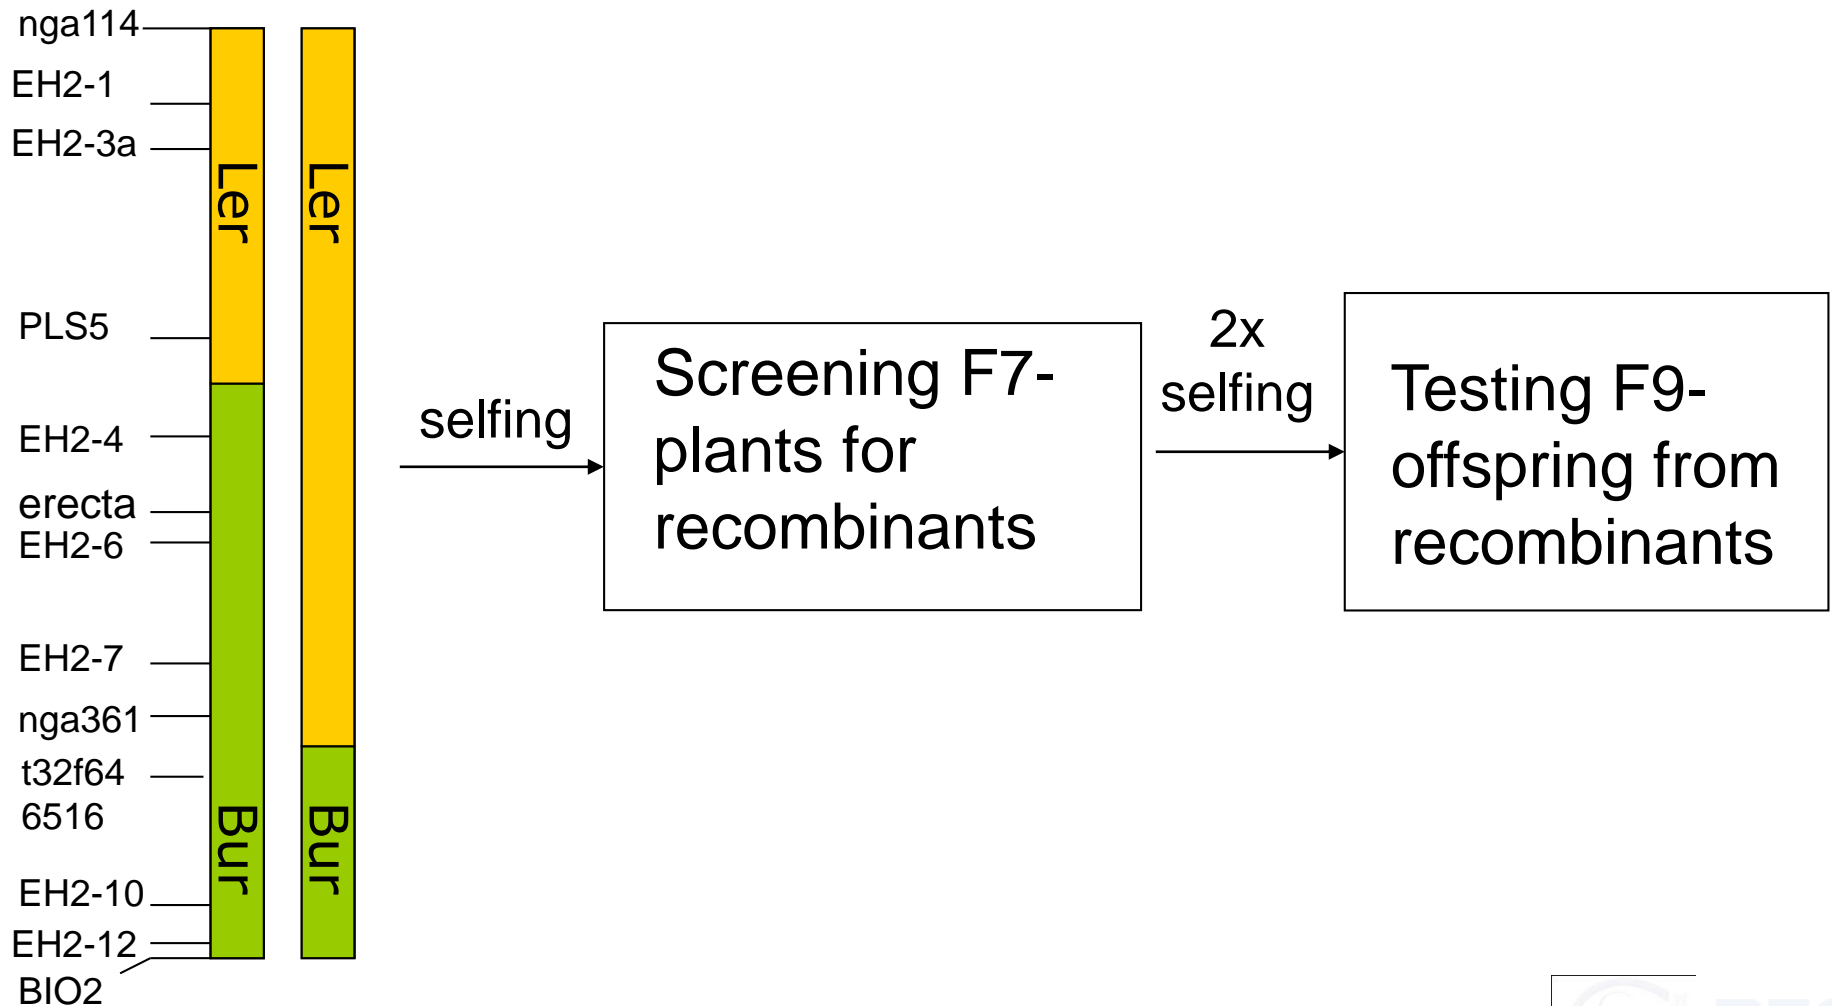 nga114
EH2-1
EH2-3a
PLS5
EH2-4
erecta
EH2-6
EH2-7
nga361
t32f64
6516
EH2-10
EH2-12
BIO2
Ler
Bur
Ler
Bur
selfing
Screening F7-
plants for
recombinants
2x
selfing
Testing F9-
offspring from
recombinants